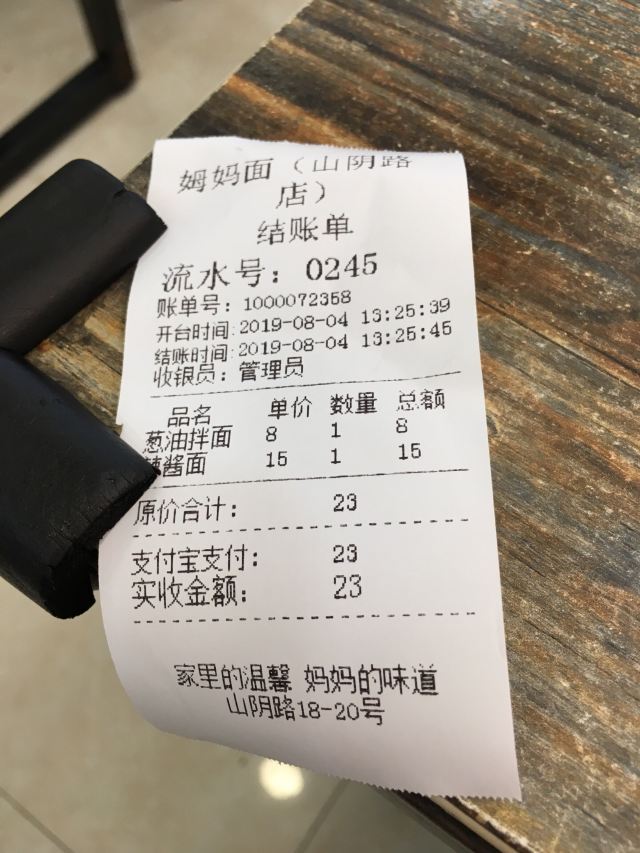 姆妈面（山阴路
店）
结账单
流水号：0245
账单号：1000072358
开台时间:2019-08-04 13:25:39
结账时间:2019-08-04 13:25:45
收银员：管理员
品名 单价 数量 总额
葱油拌面 8 1 8
辣酱面 15 1 15
原价合计： 23
支付宝支付： 23
实收金额： 23
家里的温馨 妈妈的味道
山阴路18-20号